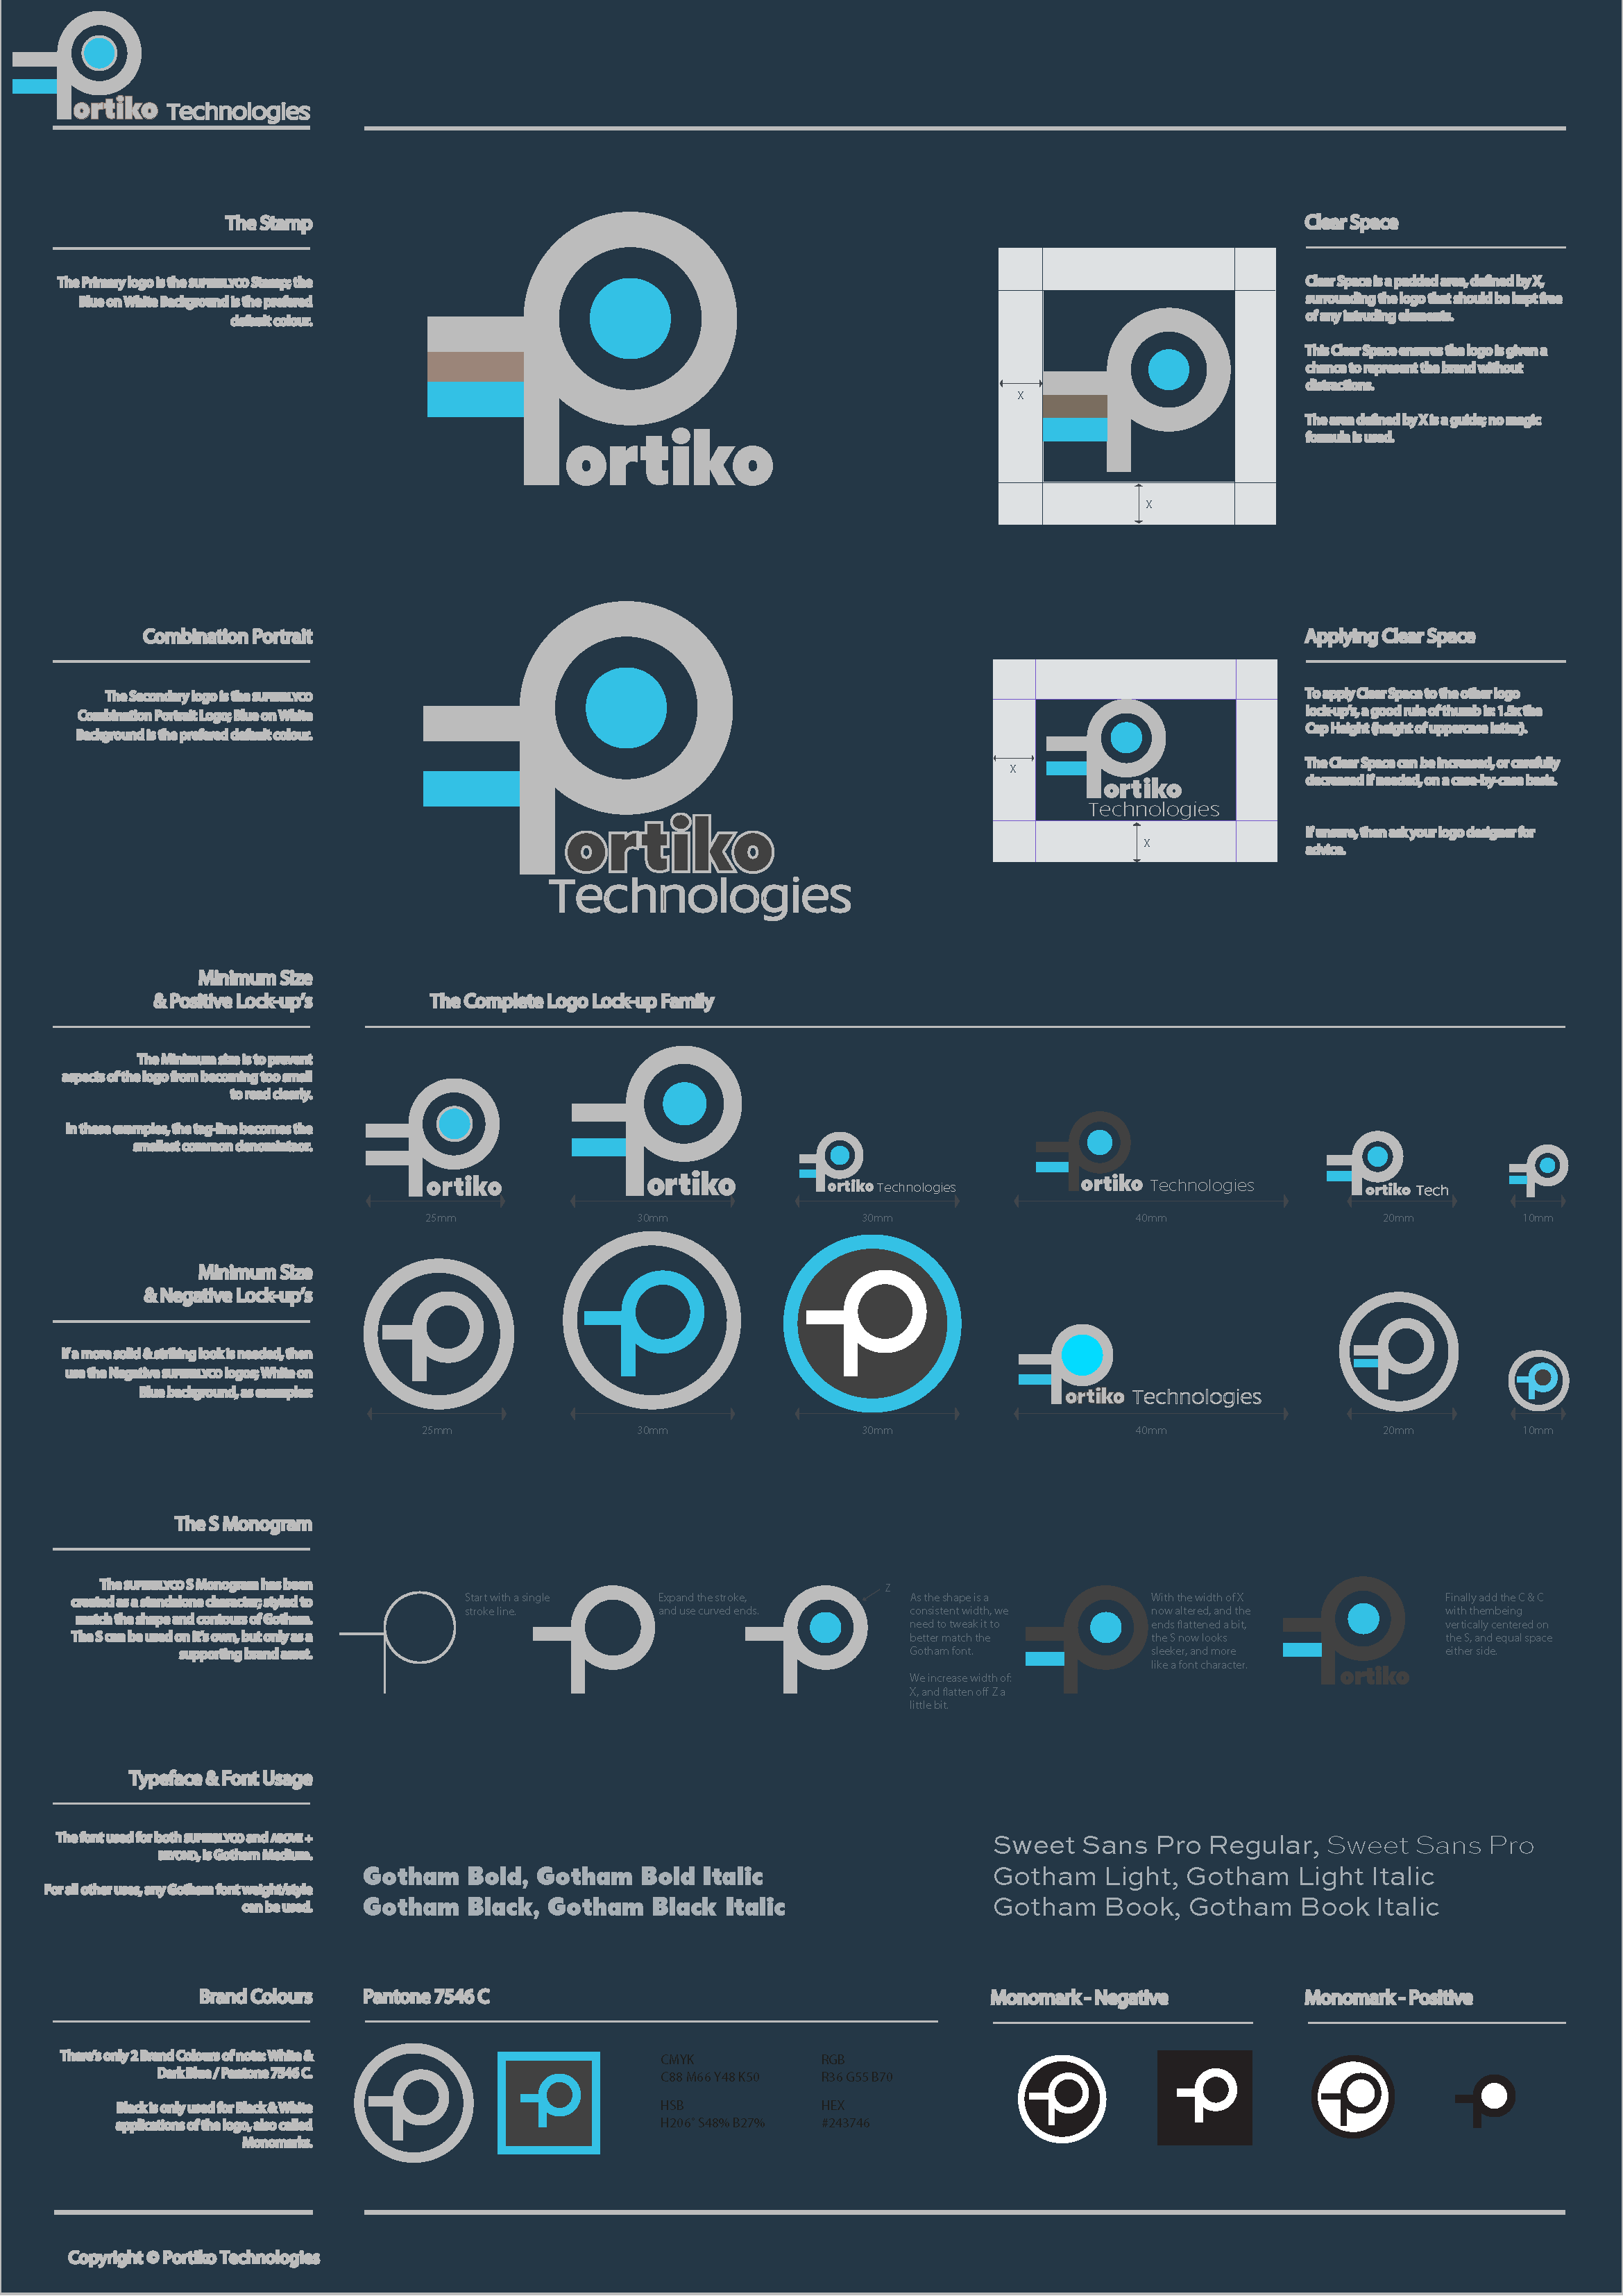 ortiko Technologies
The Stamp
The Primary logo is the SUPERLYCO Stamp; the
Blue on White Background is the prefered
default colour.
ortiko
Clear Space
Clear Space is a padded area, defined by X,
surrounding the logo that should be kept free
of any intruding elements.
This Clear Space ensures the logo is given a
chance to represent the brand without
distractions.
The area defined by X is a guide; no magic
formula is used.
X
X
Combination Portrait
The Secondary logo is the SUPERLYCO
Combination Portrait Logo; Blue on White
Background is the prefered default colour.
ortiko
Technologies
X
ortiko
Technologies
X
Applying Clear Space
To apply Clear Space to the other logo
lock-up's, a good rule of thumb is: 1.5x the
Cap Height (height of uppercase letter).
The Clear Space can be increased, or carefully
decreased if needed, on a case-by-case basis.
If unsure, then ask your logo designer for
advice.
Minimum Size
& Positive Lock-up's
The Minimum size is to prevent
aspects of the logo from becoming too small
to read clearly.
In these examples, the tag-line becomes the
smallest common denominteor.
The Complete Logo Lock-up Family
ortiko
ortiko
ortiko Technologies
ortiko Technologies
ortiko Tech
25mm
30mm
30mm
40mm
20mm
10mm
Minimum Size
& Negative Lock-up's
If a more solid & striking look is needed, then
use the Negative SUPERLYCO logos; White on
Blue background, as examples:
ortiko Technologies
25mm
30mm
30mm
40mm
20mm
10mm
The S Monogram
The SUPERLYCO S Monogram has been
created as a standalone character; styled to
match the shape and contours of Gotham.
The S can be used on it's own, but only as a
supporting brand asset.
Start with a single
stroke line.
Expand the stroke,
and use curved ends.
Z
As the shape is a
consistent width, we
need to tweak it to
better match the
Gotham font.
We increase width of:
X, and flatten off Z a
little bit.
With the width of X
now altered, and the
ends flattened a bit,
the S now looks
sleeker, and more
like a font character.
ortiko
Finally add the C & C
with thembeing
vertically centered on
the S, and equal space
either side.
Typeface & Font Usage
The font used for both SUPERLYCO and ABOVE +
BEYOND, is Gotham Medium.
For all other uses, any Gotham font weight/style
can be used.
Gotham Bold, Gotham Bold Italic
Gotham Black, Gotham Black Italic
Sweet Sans Pro Regular, Sweet Sans Pro
Gotham Light, Gotham Light Italic
Gotham Book, Gotham Book Italic
Brand Colours
There's only 2 Brand Colours of note: White &
Dark Blue / Pantone 7546 C.
Black is only used for Black & White
applications of the logo, also called
Monomarks.
Pantone 7546 C
CMYK
C88 M66 Y48 K50
HSB
H206° S48% B27%
RGB
R36 G55 B70
HEX
#243746
Monomark - Negative
Monomark - Positive
Copyright © Portiko Technologies